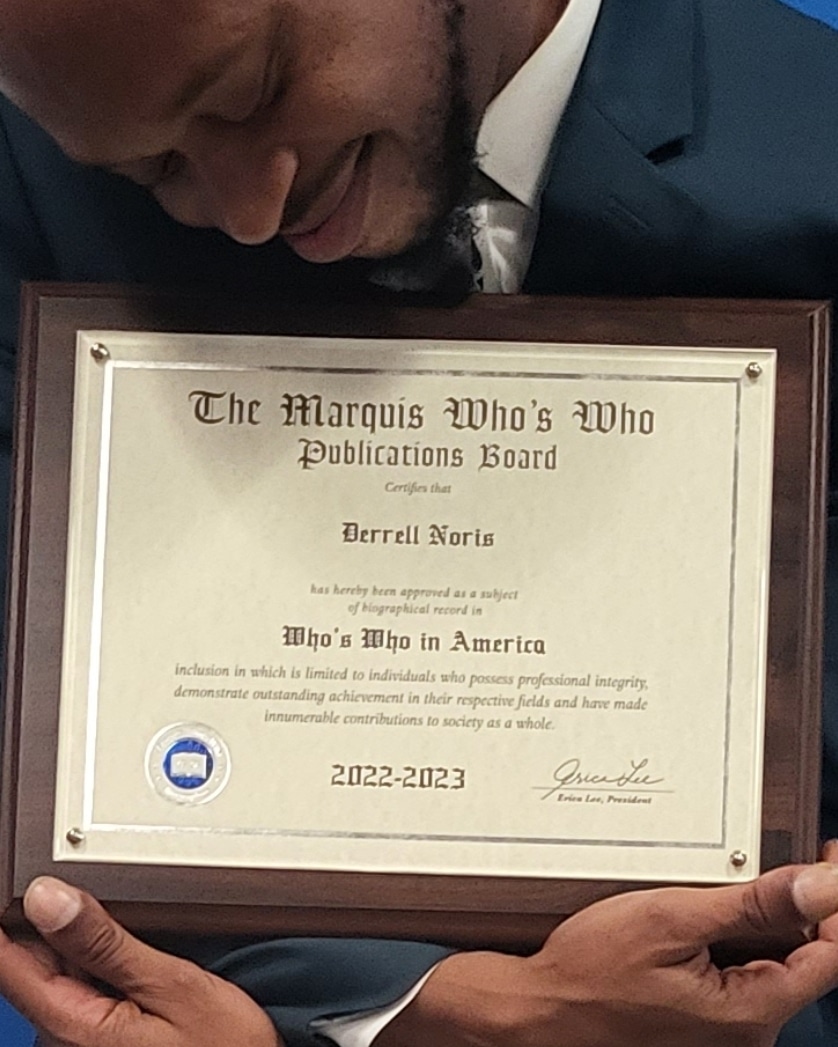 The Marquis Who's Who
Publications Board
Certifies that
Derrell Noris
has hereby been approved as a subject
of biographical record in
Who's Who in America
inclusion in which is limited to individuals who possess professional integrity,
demonstrate outstanding achievement in their respective fields and have made
innumerable contributions to society as a whole.
2022-2023
Erica Lee
Erica Lee, President